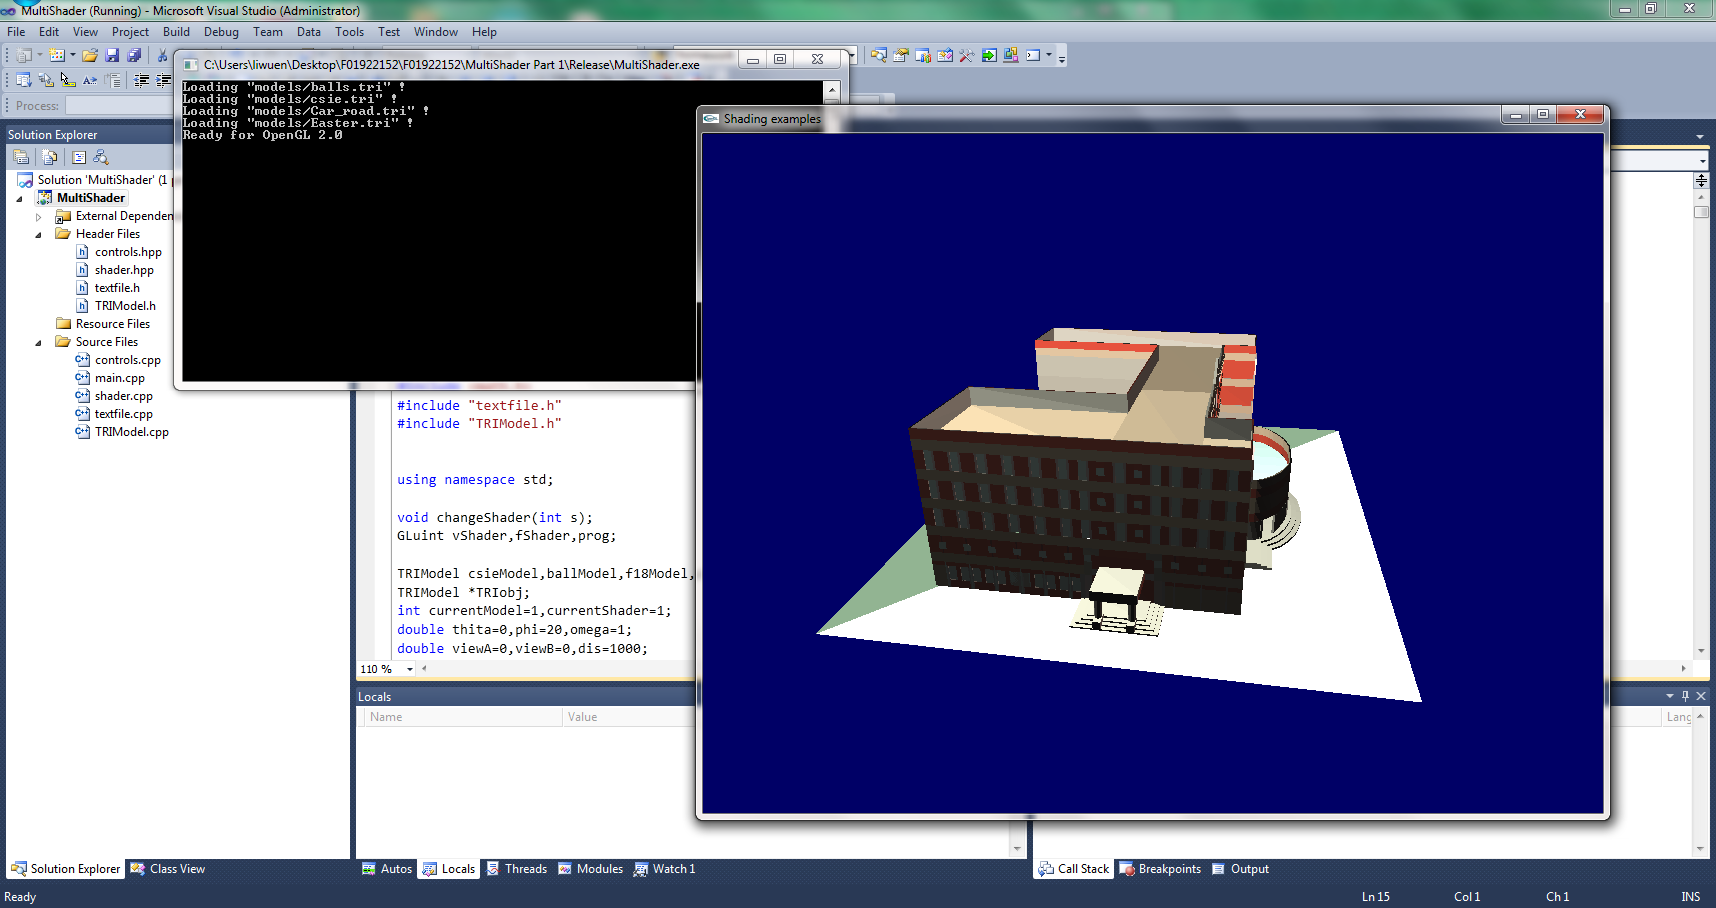 MultiShader (Running) - Microsoft Visual Studio (Administrator)
File Edit View Project Build Debug Team Data Tools Test Window Help
Process:
C:\Users\liwuen\Desktop\F01922152\F01922152\MultiShader Part 1\Release\MultiShader.exe
Loading "models/balls.tri" !
Loading "models/csie.tri" !
Loading "models/Car_road.tri" !
Loading "models/Easter.tri" !
Ready for OpenGL 2.0
Shading examples
Solution Explorer
Solution 'MultiShader' (1
MultiShader
External Dependen
Header Files
controls.hpp
shader.hpp
textfile.h
TRIModel.h
Resource Files
Source Files
controls.cpp
main.cpp
shader.cpp
textfile.cpp
TRIModel.cpp
#include "textfile.h"
#include "TRIModel.h"
using namespace std;
void changeShader(int s);
GLuint vShader,fShader,prog;
TRIModel csieModel,ballModel,f18Model,
TRIModel *TRIobj;
int currentModel=1,currentShader=1;
double thita=0,phi=20,omega=1;
double viewA=0,viewB=0,dis=1000;
110 %
Locals
Name Value
Lang
Solution Explorer Class View
Autos Locals Threads Modules Watch 1
Call Stack Breakpoints Output
Ready
Ln 15 Col 1 Ch 1 INS